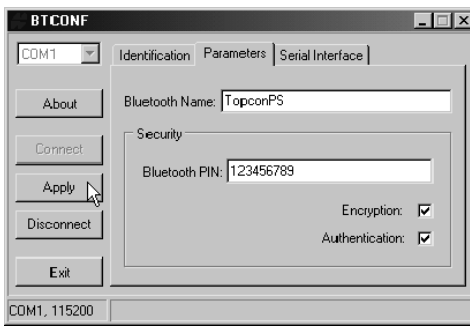 BTCONF
COM1
Identification
Parameters
Serial Interface
About
Connect
Apply
Disconnect
Exit
Bluetooth Name: TopconPS
Security
Bluetooth PIN: 123456789
Encryption:
Authentication:
COM1, 115200